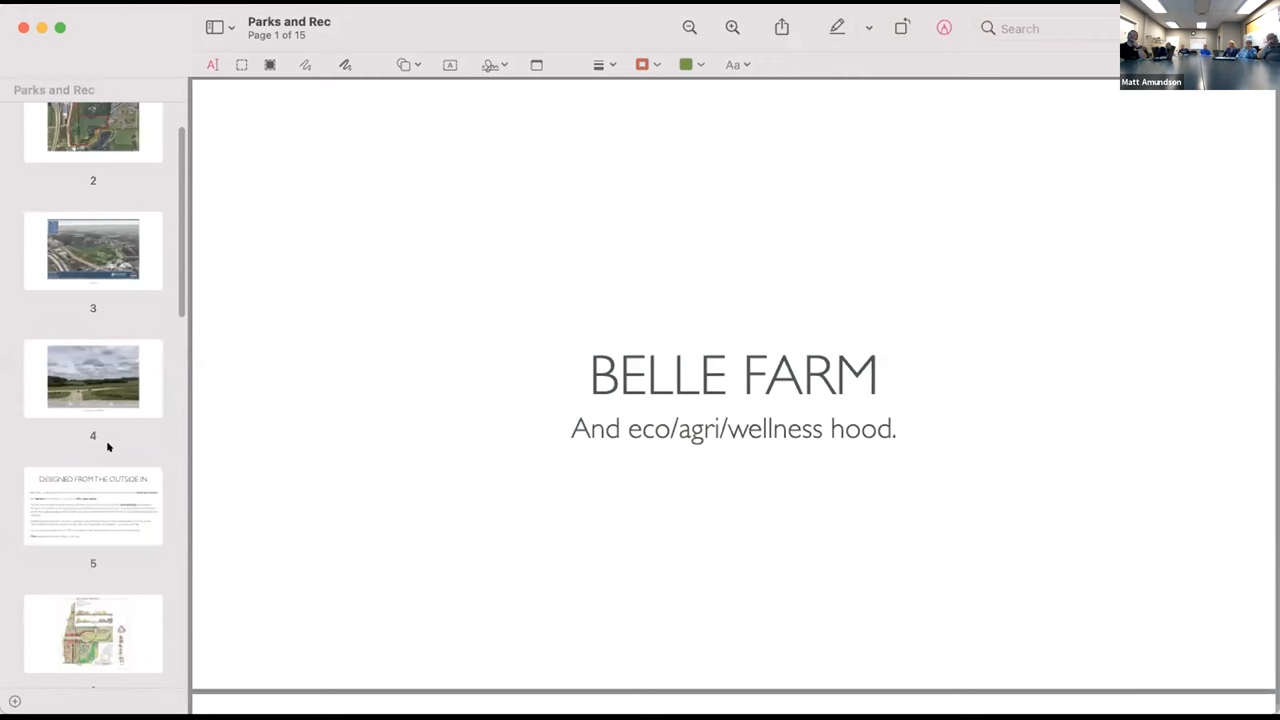 Parks and Rec
Page 1 of 15
Search
Matt Amundson
Aa
Parks and Rec
2
3
4
DESIGNED FROM THE OUTSIDE IN
5
BELLE FARM
And eco/agri/wellness hood.